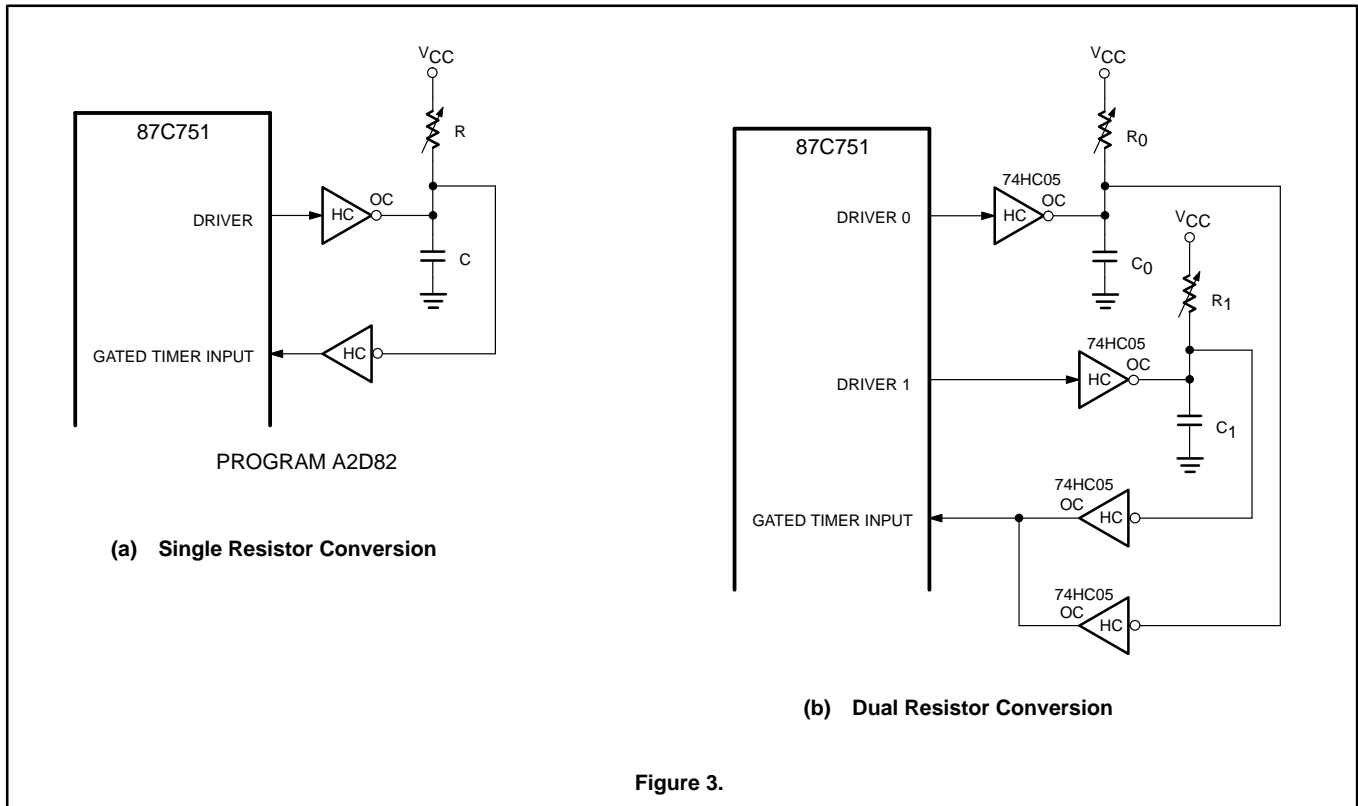 VCC
R
87C751
OC
HC
DRIVER
C
HC
GATED TIMER INPUT
PROGRAM A2D82
(a) Single Resistor Conversion
VCC
R0
87C751
74HC05
OC
HC
DRIVER 0
C0
VCC
R1
74HC05
OC
HC
DRIVER 1
C1
74HC05
OC
HC
GATED TIMER INPUT
74HC05
OC
HC
(b) Dual Resistor Conversion
Figure 3.